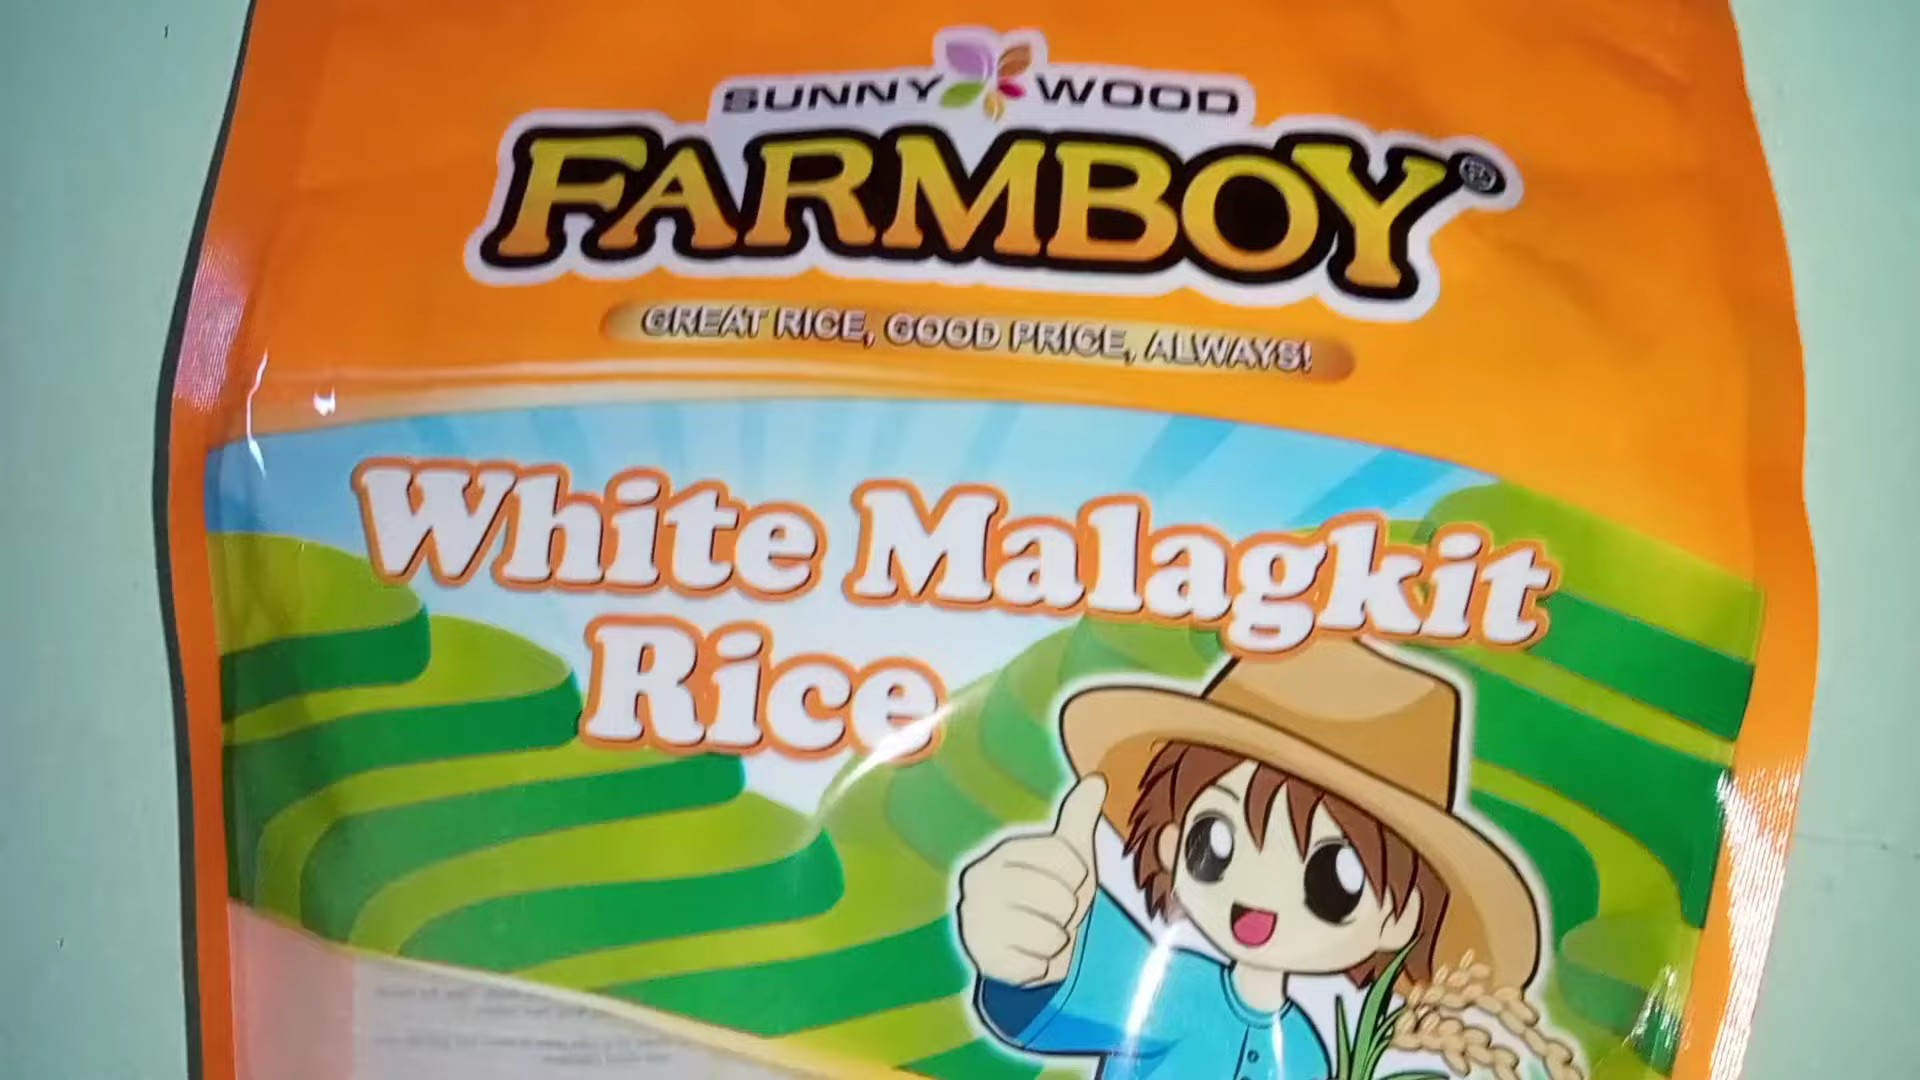 SUNNY WOOD
FARMBOY®
GREAT RICE, GOOD PRICE, ALWAYS!
White Malagkit
Rice